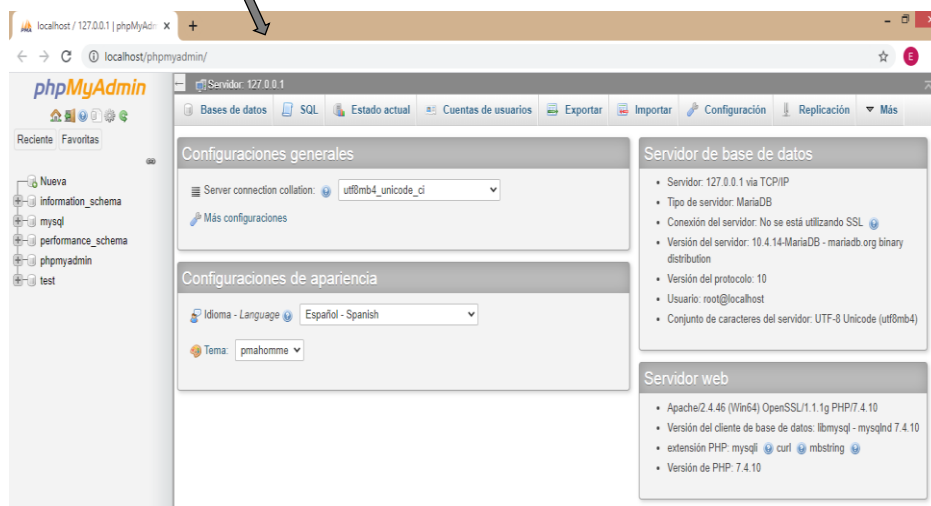 localhost / 127.0.0.1 | phpMyAdm
localhost/phpmyadmin/
E
phpMyAdmin
Reciente Favoritas
Nueva
information_schema
mysql
performance_schema
phpmyadmin
test
Servidor: 127.0.0.1
Bases de datos SQL Estado actual Cuentas de usuarios Exportar Importar Configuración Replicación Más
Configuraciones generales
Server connection collation: utf8mb4_unicode_ci
Más configuraciones
Configuraciones de apariencia
Idioma - Language Español - Spanish
Tema: pmahomme
Servidor de base de datos
Servidor: 127.0.0.1 via TCP/IP
Tipo de servidor: MariaDB
Conexión del servidor: No se está utilizando SSL
Versión del servidor: 10.4.14-MariaDB - mariadb.org binary
distribution
Versión del protocolo: 10
Usuario: root@localhost
Conjunto de caracteres del servidor: UTF-8 Unicode (utf8mb4)
Servidor web
Apache/2.4.46 (Win64) OpenSSL/1.1.1g PHP/7.4.10
Versión del cliente de base de datos: libmysql - mysqlnd 7.4.10
extensión PHP: mysqli curl mbstring
Versión de PHP: 7.4.10